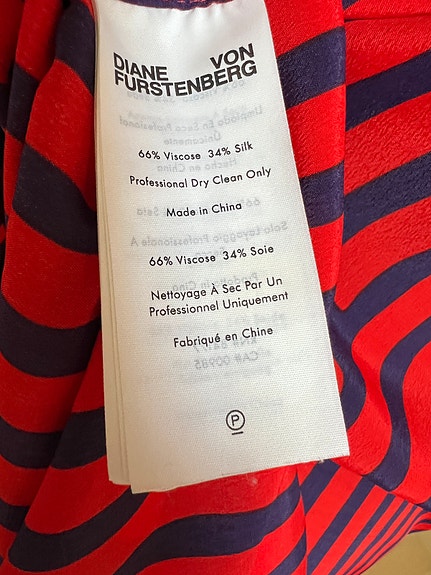 DIANE VON
FURSTENBERG
66% Viscose 34% Silk
Professional Dry Clean Only
Made in China
66% Viscose 34% Soie
Nettoyage À Sec Par Un
Professionnel Uniquement
Fabriqué en Chine
P